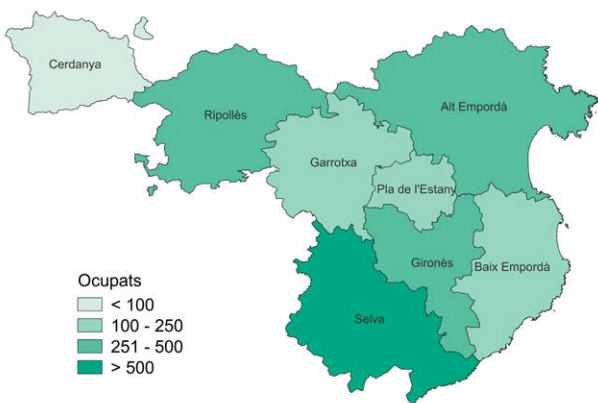 Cerdanya
Ripollès
Alt Empordà
Garrotxa
Pla de l'Estany
Gironès
Baix Empordà
Selva
Ocupats
< 100
100 - 250
251 - 500
> 500